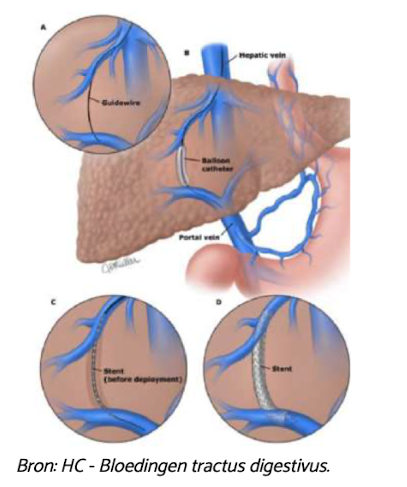 A
Guidewire
B
Hepatic vein
Balloon
catheter
Portal vein
C
Stent
(before deployment)
D
Stent
Bron: HC - Bloedingen tractus digestivus.